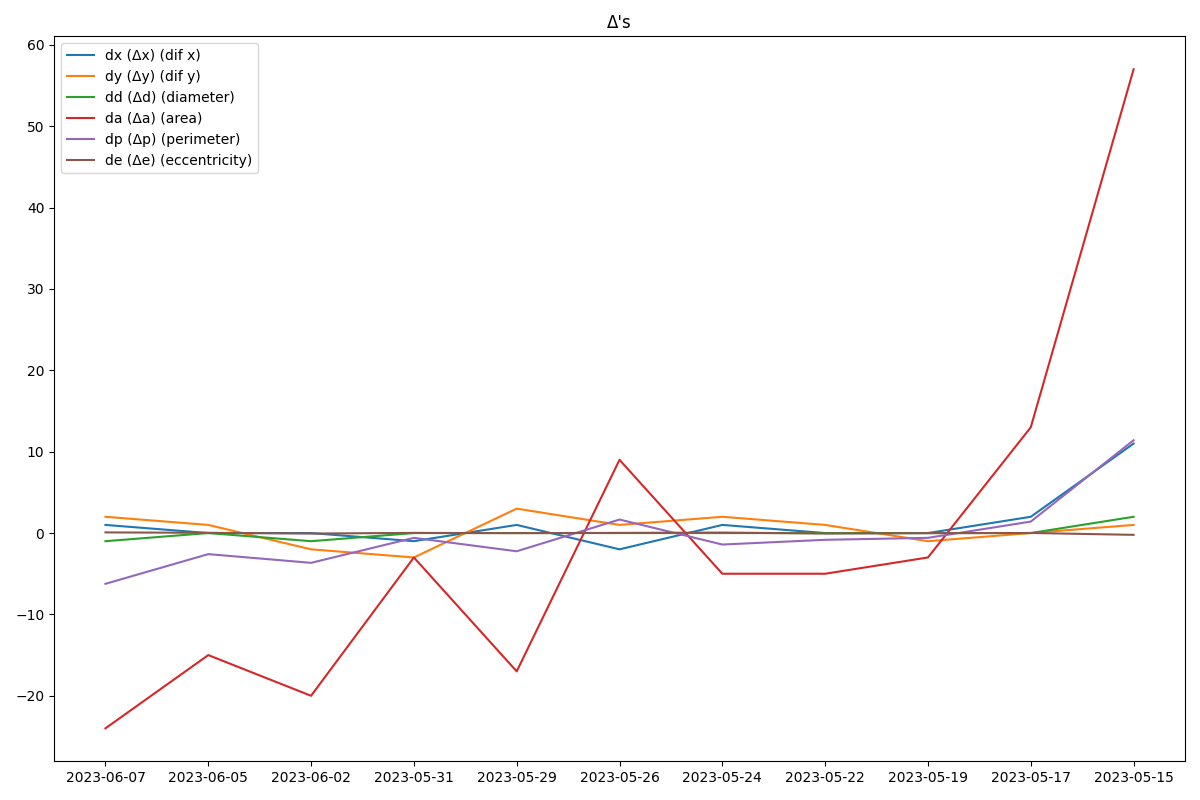 Δ's
dx (Δx) (dif x)
dy (Δy) (dif y)
dd (Δd) (diameter)
da (Δa) (area)
dp (Δp) (perimeter)
de (Δe) (eccentricity)
60
50
40
30
20
10
0
−10
−20
2023-06-07 2023-06-05 2023-06-02 2023-05-31 2023-05-29 2023-05-26 2023-05-24 2023-05-22 2023-05-19 2023-05-17 2023-05-15